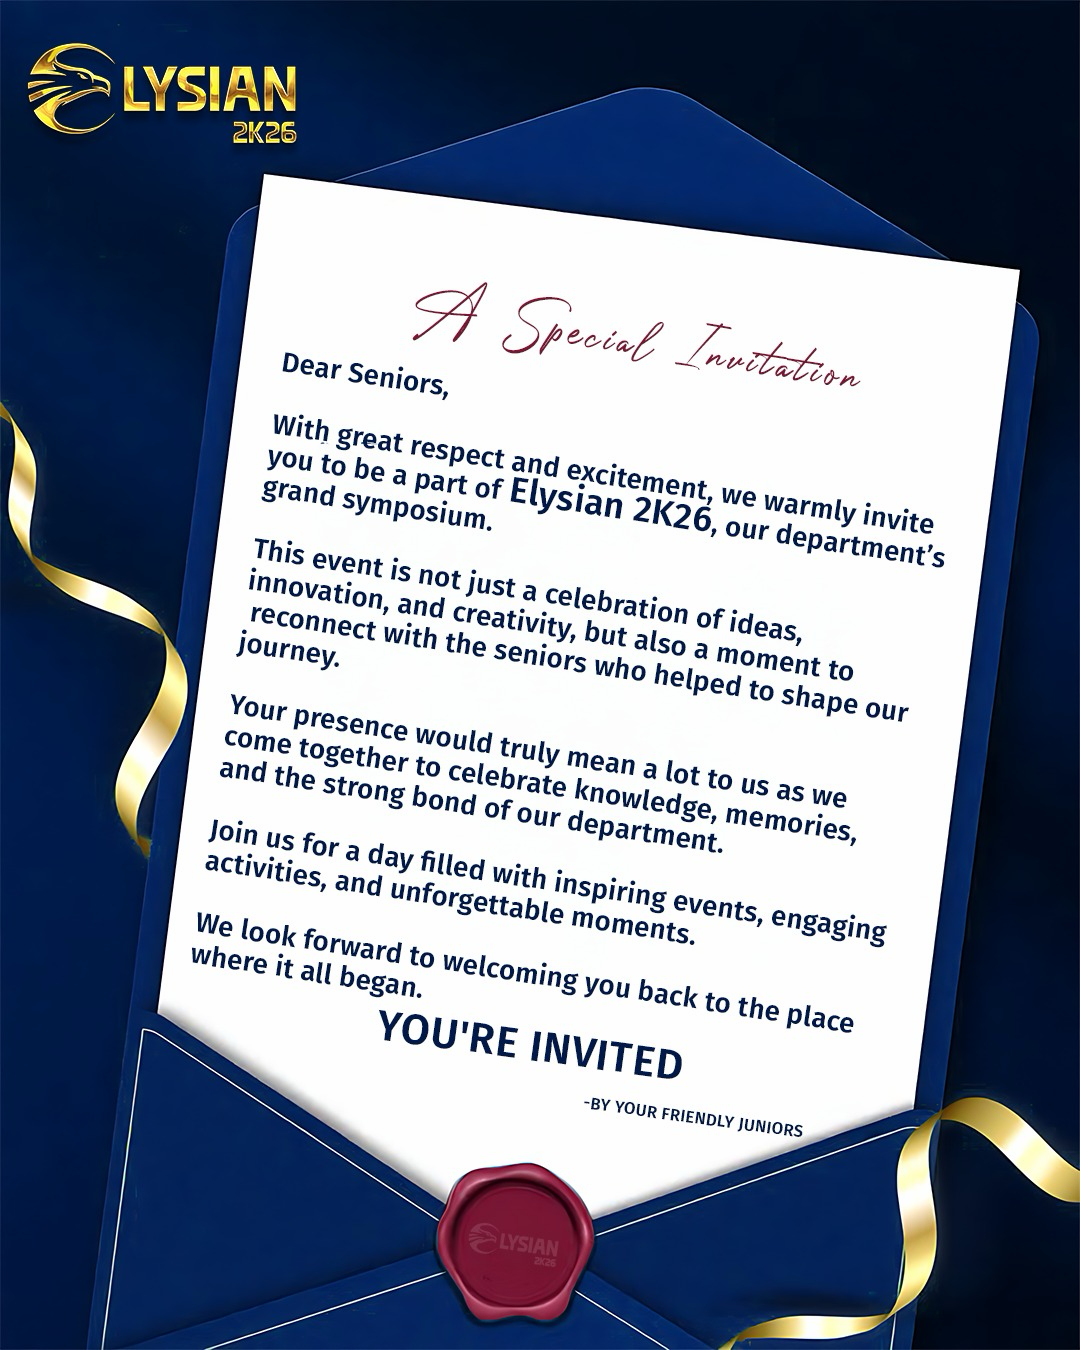 ELYSIAN
2K26
A Special Invitation
Dear Seniors,
With great respect and excitement, we warmly invite
you to be a part of Elysian 2K26, our department's
grand symposium.
This event is not just a celebration of ideas,
innovation, and creativity, but also a moment to
reconnect with the seniors who helped to shape our
journey.
Your presence would truly mean a lot to us as we
come together to celebrate knowledge, memories,
and the strong bond of our department.
Join us for a day filled with inspiring events, engaging
activities, and unforgettable moments.
We look forward to welcoming you back to the place
where it all began.
YOU'RE INVITED
-BY YOUR FRIENDLY JUNIORS
ELYSIAN
2K26